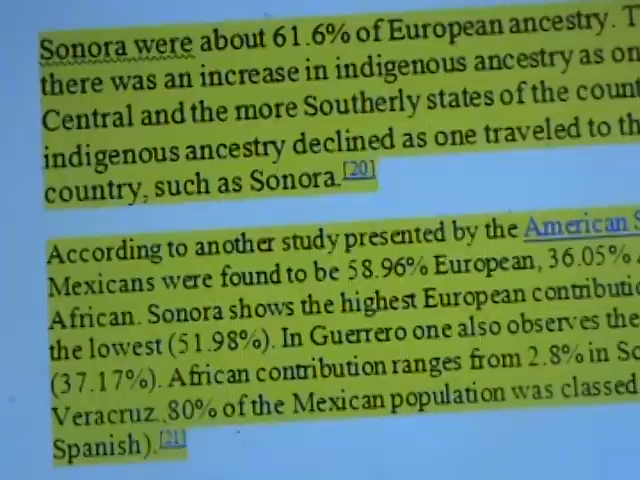 Sonora were about 61.6% of European ancestry. T
there was an increase in indigenous ancestry as on
Central and the more Southerly states of the count
indigenous ancestry declined as one traveled to th
country, such as Sonora.[20]
According to another study presented by the American S
Mexicans were found to be 58.96% European, 36.05%
African. Sonora shows the highest European contributi
the lowest (51.98%). In Guerrero one also observes the
(37.17%). African contribution ranges from 2.8% in So
Veracruz. 80% of the Mexican population was classed
Spanish).[21]